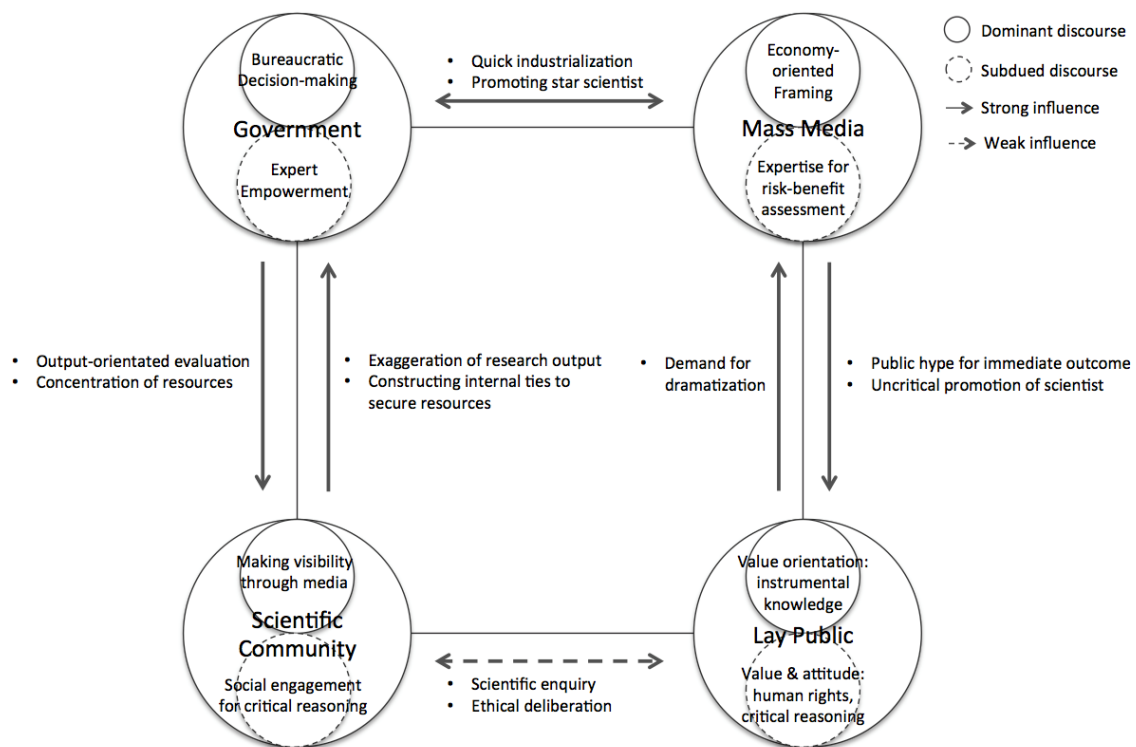 Bureaucratic
Decision-making
Government
Expert
Empowerment
• Quick industrialization
• Promoting star scientist
Economy-
oriented
Framing
Mass Media
Expertise for
risk-benefit
assessment
Dominant discourse
Subdued discourse
Strong influence
Weak influence
• Output-orientated evaluation
• Concentration of resources
• Exaggeration of research output
• Constructing internal ties to
secure resources
• Demand for
dramatization
• Public hype for immediate outcome
• Uncritical promotion of scientist
Making visibility
through media
Scientific
Community
Social engagement
for critical reasoning
• Scientific enquiry
• Ethical deliberation
Value orientation:
instrumental
knowledge
Lay Public
Value & attitude:
human rights,
critical reasoning